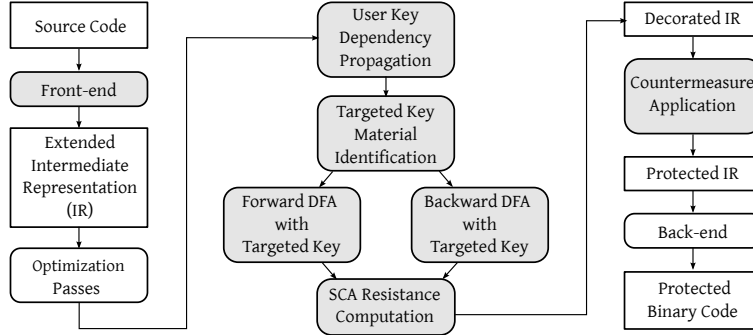 Source Code
Front-end
Extended
Intermediate
Representation
(IR)
Optimization
Passes
User Key
Dependency
Propagation
Targeted Key
Material
Identification
Forward DFA
with
Targeted Key
Backward DFA
with
Targeted Key
SCA Resistance
Computation
Decorated IR
Countermeasure
Application
Protected IR
Back-end
Protected
Binary Code